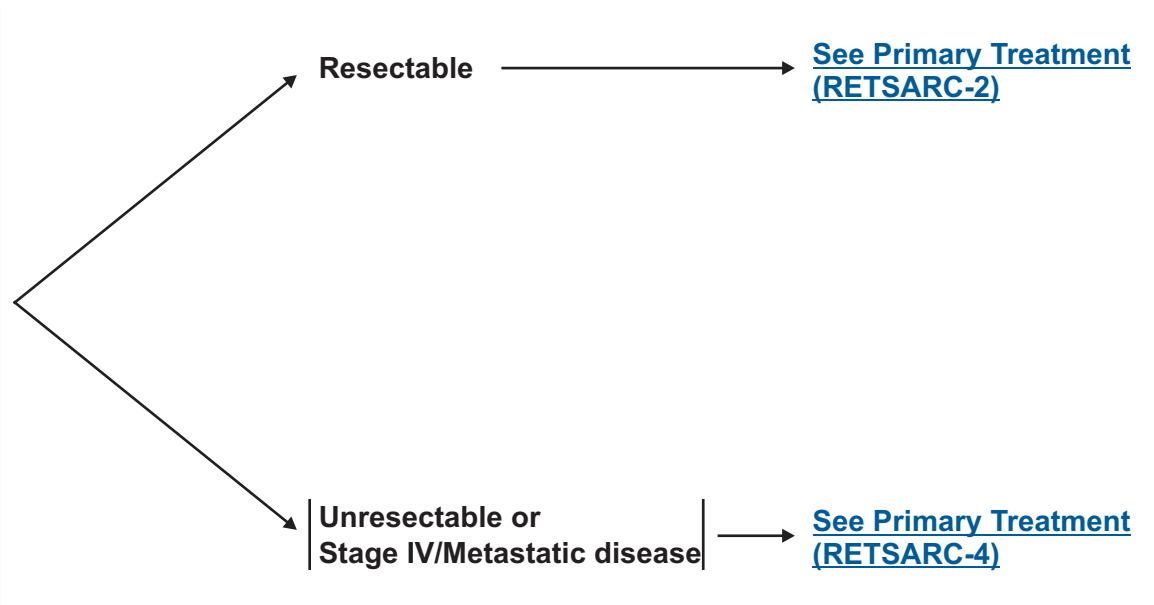 Resectable
See Primary Treatment
(RETSARC-2)
Unresectable or
Stage IV/Metastatic disease
See Primary Treatment
(RETSARC-4)